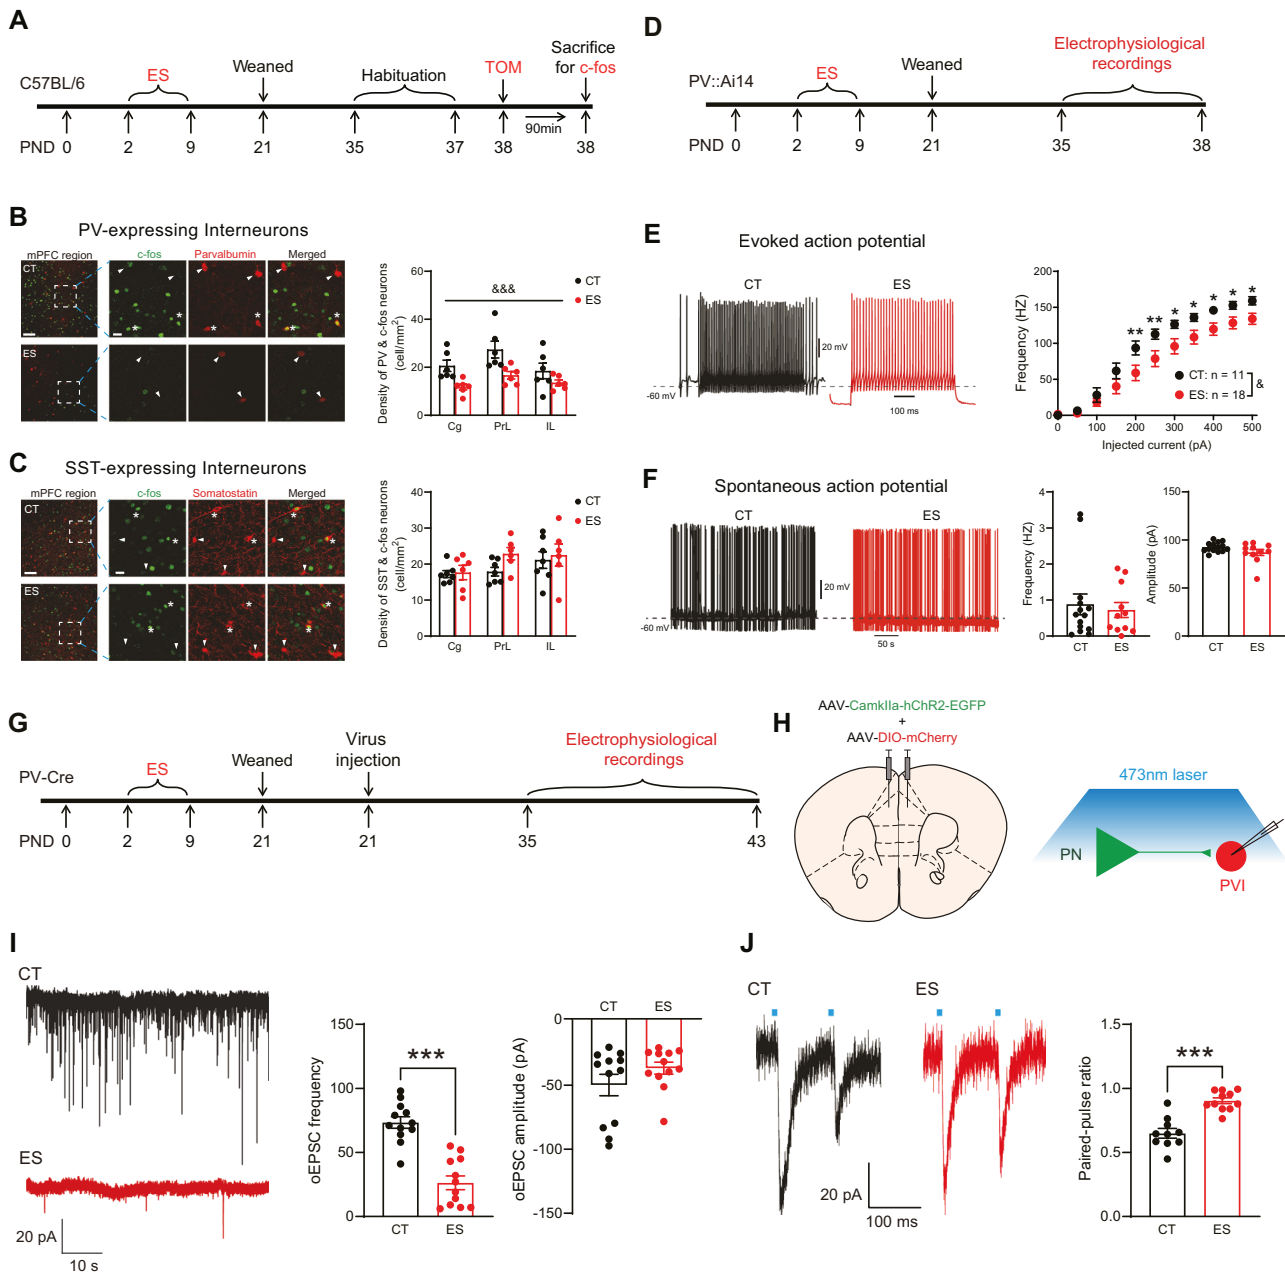 A
C57BL/6
ES
Weaned
Habituation
TOM
Sacrifice
for c-fos
90min
PND 0 2 9 21 35 37 38 38
D
PV::Ai14
ES
Weaned
Electrophysiological
recordings
PND 0 2 9 21 35 38
B
PV-expressing Interneurons
mPFC region c-fos Parvalbumin Merged
CT
* * *
ES
Density of PV & c-fos neurons
(cell/mm²)
60
40
20
0
&&&
CT
ES
Cg PrL IL
C
SST-expressing Interneurons
mPFC region c-fos Somatostatin Merged
CT
* * *
* * *
ES
* * *
* * *
Density of SST & c-fos neurons
(cell/mm²)
40
30
20
10
0
CT
ES
Cg PrL IL
E
Evoked action potential
CT ES
20 mV
-60 mV
100 ms
Frequency (HZ)
200
150
100
50
0
** ** * * * * *
CT: n = 11
ES: n = 18
&
0 100 200 300 400 500
Injected current (pA)
F
Spontaneous action potential
CT ES
20 mV
-60 mV
50 s
Frequency (HZ)
4
3
2
1
0
CT ES
Amplitude (pA)
150
100
50
0
CT ES
G
PV-Cre
ES
Weaned
Virus
injection
Electrophysiological
recordings
PND 0 2 9 21 21 35 43
H
AAV-CamkIIa-hChR2-EGFP
+
AAV-DIO-mCherry
473nm laser
PN
PVI
I
CT
ES
20 pA
10 s
oEPSC frequency
150
100
50
0
***
CT ES
oEPSC amplitude (pA)
CT ES
0
-50
-100
-150
J
CT ES
20 pA
100 ms
Paired-pulse ratio
1.5
1.0
0.5
0.0
***
CT ES